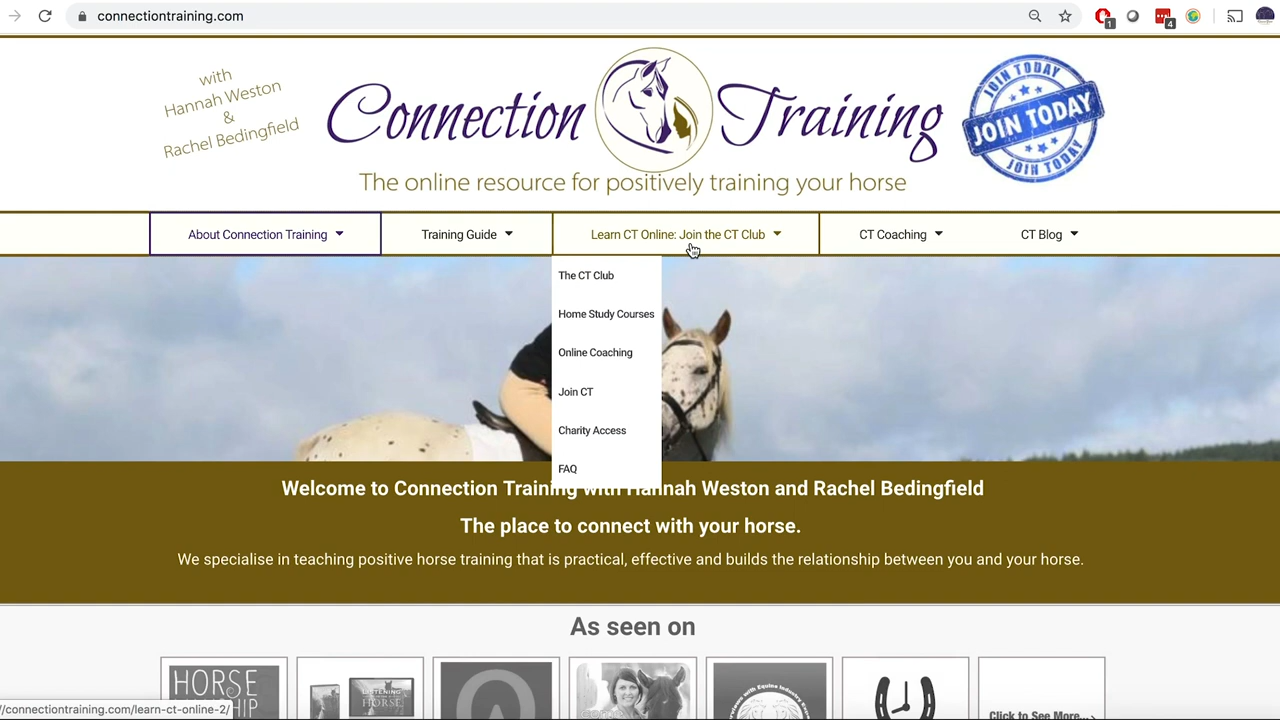 connectiontraining.com
1
4
with
Hannah Weston
&
Rachel Bedingfield
Connection Training
The online resource for positively training your horse
JOIN TODAY
JOIN TODAY
JOIN TODAY
About Connection Training
Training Guide
Learn CT Online: Join the CT Club
CT Coaching
CT Blog
The CT Club
Home Study Courses
Online Coaching
Join CT
Charity Access
FAQ
Welcome to Connection Training with Hannah Weston and Rachel Bedingfield
The place to connect with your horse.
We specialise in teaching positive horse training that is practical, effective and builds the relationship between you and your horse.
As seen on
HORSE
LISTENING
HORSE
Click to See More...
/connectiontraining.com/learn-ct-online-2/